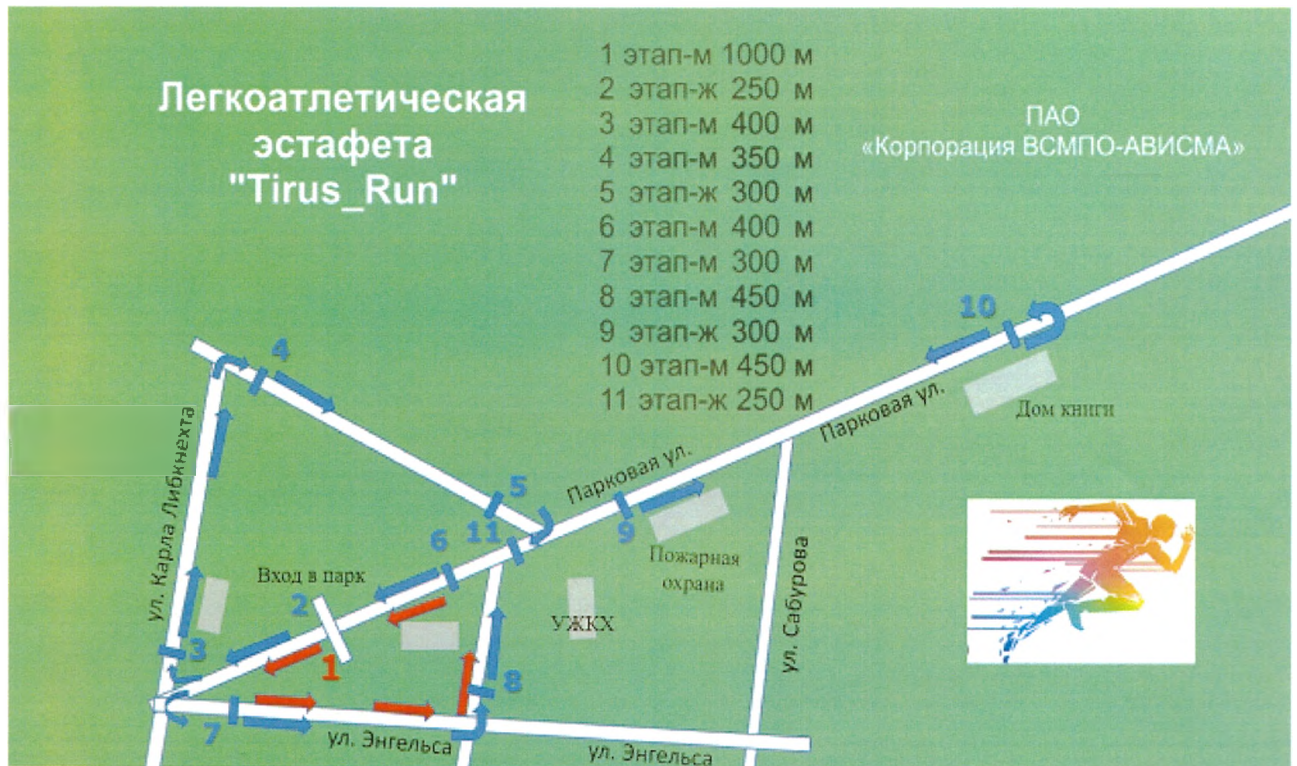 Легкоатлетическая
эстафета
"Tirus_Run"
1 этап-м 1000 м
2 этап-ж 250 м
3 этап-м 400 м
4 этап-м 350 м
5 этап-ж 300 м
6 этап-м 400 м
7 этап-м 300 м
8 этап-м 450 м
9 этап-ж 300 м
10 этап-м 450 м
11 этап-ж 250 м
ПАО
«Корпорация ВСМПО-АВИСМА»
10
4
Дом книги
Парковая ул.
Парковая ул.
ул. Карла Либкнехта
5
11
9
6
Пожарная
охрана
Вход в парк
2
УЖКХ
ул. Сабурова
3
1
8
7
ул. Энгельса
ул. Энгельса